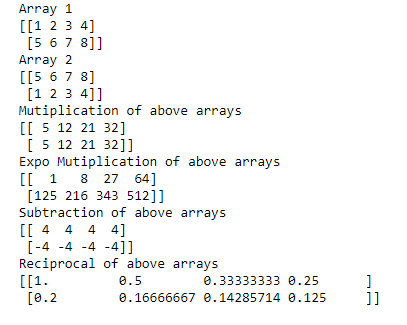 Array 1
[[1 2 3 4]
 [5 6 7 8]]
Array 2
[[5 6 7 8]
 [1 2 3 4]]
Mutiplication of above arrays
[[ 5 12 21 32]
 [ 5 12 21 32]]
Expo Mutiplication of above arrays
[[  1   8  27  64]
 [125 216 343 512]]
Subtraction of above arrays
[[ 4  4  4  4]
 [-4 -4 -4 -4]]
Reciprocal of above arrays
[[1.         0.5        0.33333333 0.25      ]
 [0.2        0.16666667 0.14285714 0.125     ]]